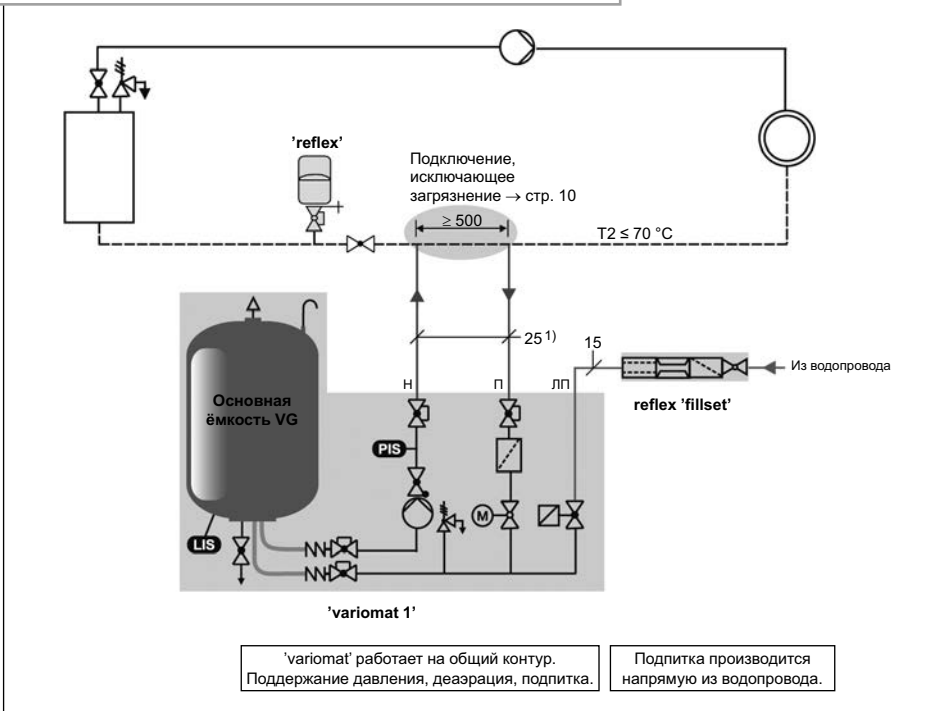 ’reflex’
Подключение,
исключающее
загрязнение → стр. 10
≥ 500
T2 ≤ 70 °C
25 1)
15
Из водопровода
Н
П
ЛП
reflex ’fillset’
Основная
ёмкость VG
PIS
M
LIS
’variomat 1’
’variomat’ работает на общий контур.
Поддержание давления, деаэрация, подпитка.
Подпитка производится
напрямую из водопровода.